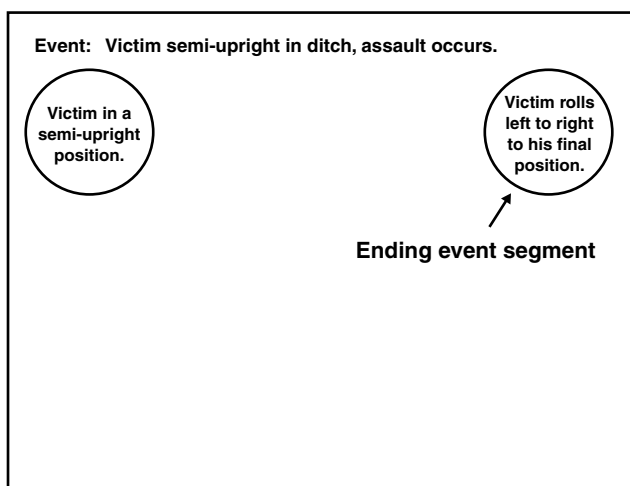 Event: Victim semi-upright in ditch, assault occurs.
Victim in a
semi-upright
position.
Victim rolls
left to right
to his final
position.
Ending event segment